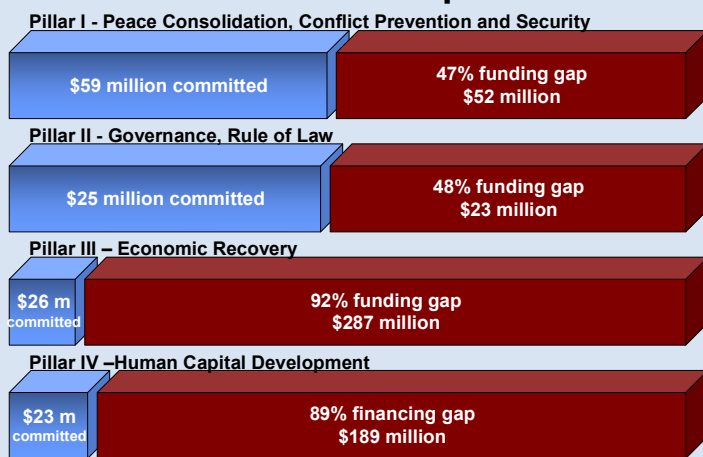 Pillar I - Peace Consolidation, Conflict Prevention and Security
$59 million committed
47% funding gap
$52 million
Pillar II - Governance, Rule of Law
$25 million committed
48% funding gap
$23 million
Pillar III – Economic Recovery
$26 m
committed
92% funding gap
$287 million
Pillar IV –Human Capital Development
$23 m
committed
89% financing gap
$189 million